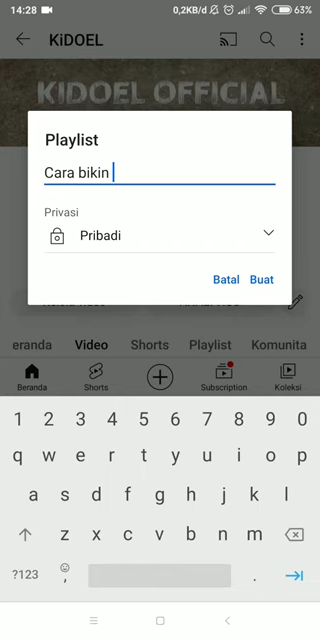 14:28
0,2KB/d
63%
KiDOEL
KIDOEL OFFICIAL
Playlist
Cara bikin
Privasi
Pribadi
Batal Buat
eranda Video Shorts Playlist Komunita
Beranda Shorts Subscription Koleksi
1 2 3 4 5 6 7 8 9 0
q w e r t y u i o p
a s d f g h j k l
z x c v b n m
?123 , .